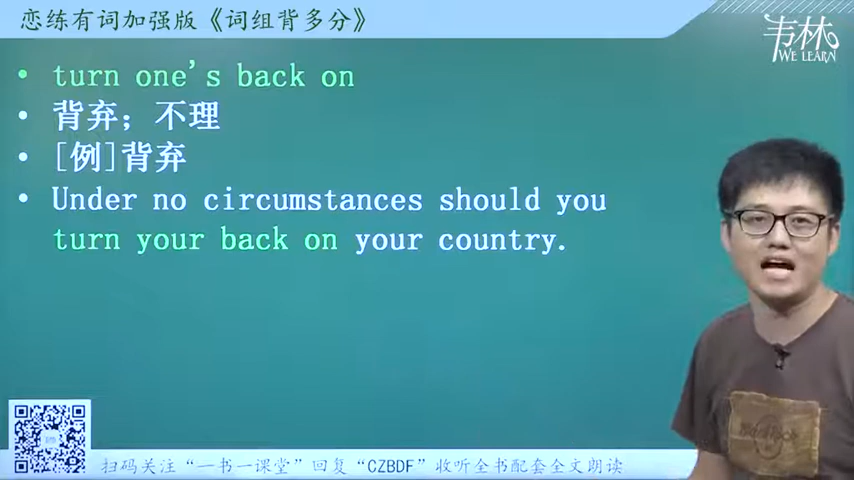 恋练有词加强版《词组背多分》
韦林
WE LEARN
• turn one's back on
• 背弃；不理
• [例]背弃
• Under no circumstances should you
turn your back on your country.
扫码关注“一书一课堂”回复“CZBDF”收听全书配套全文朗读